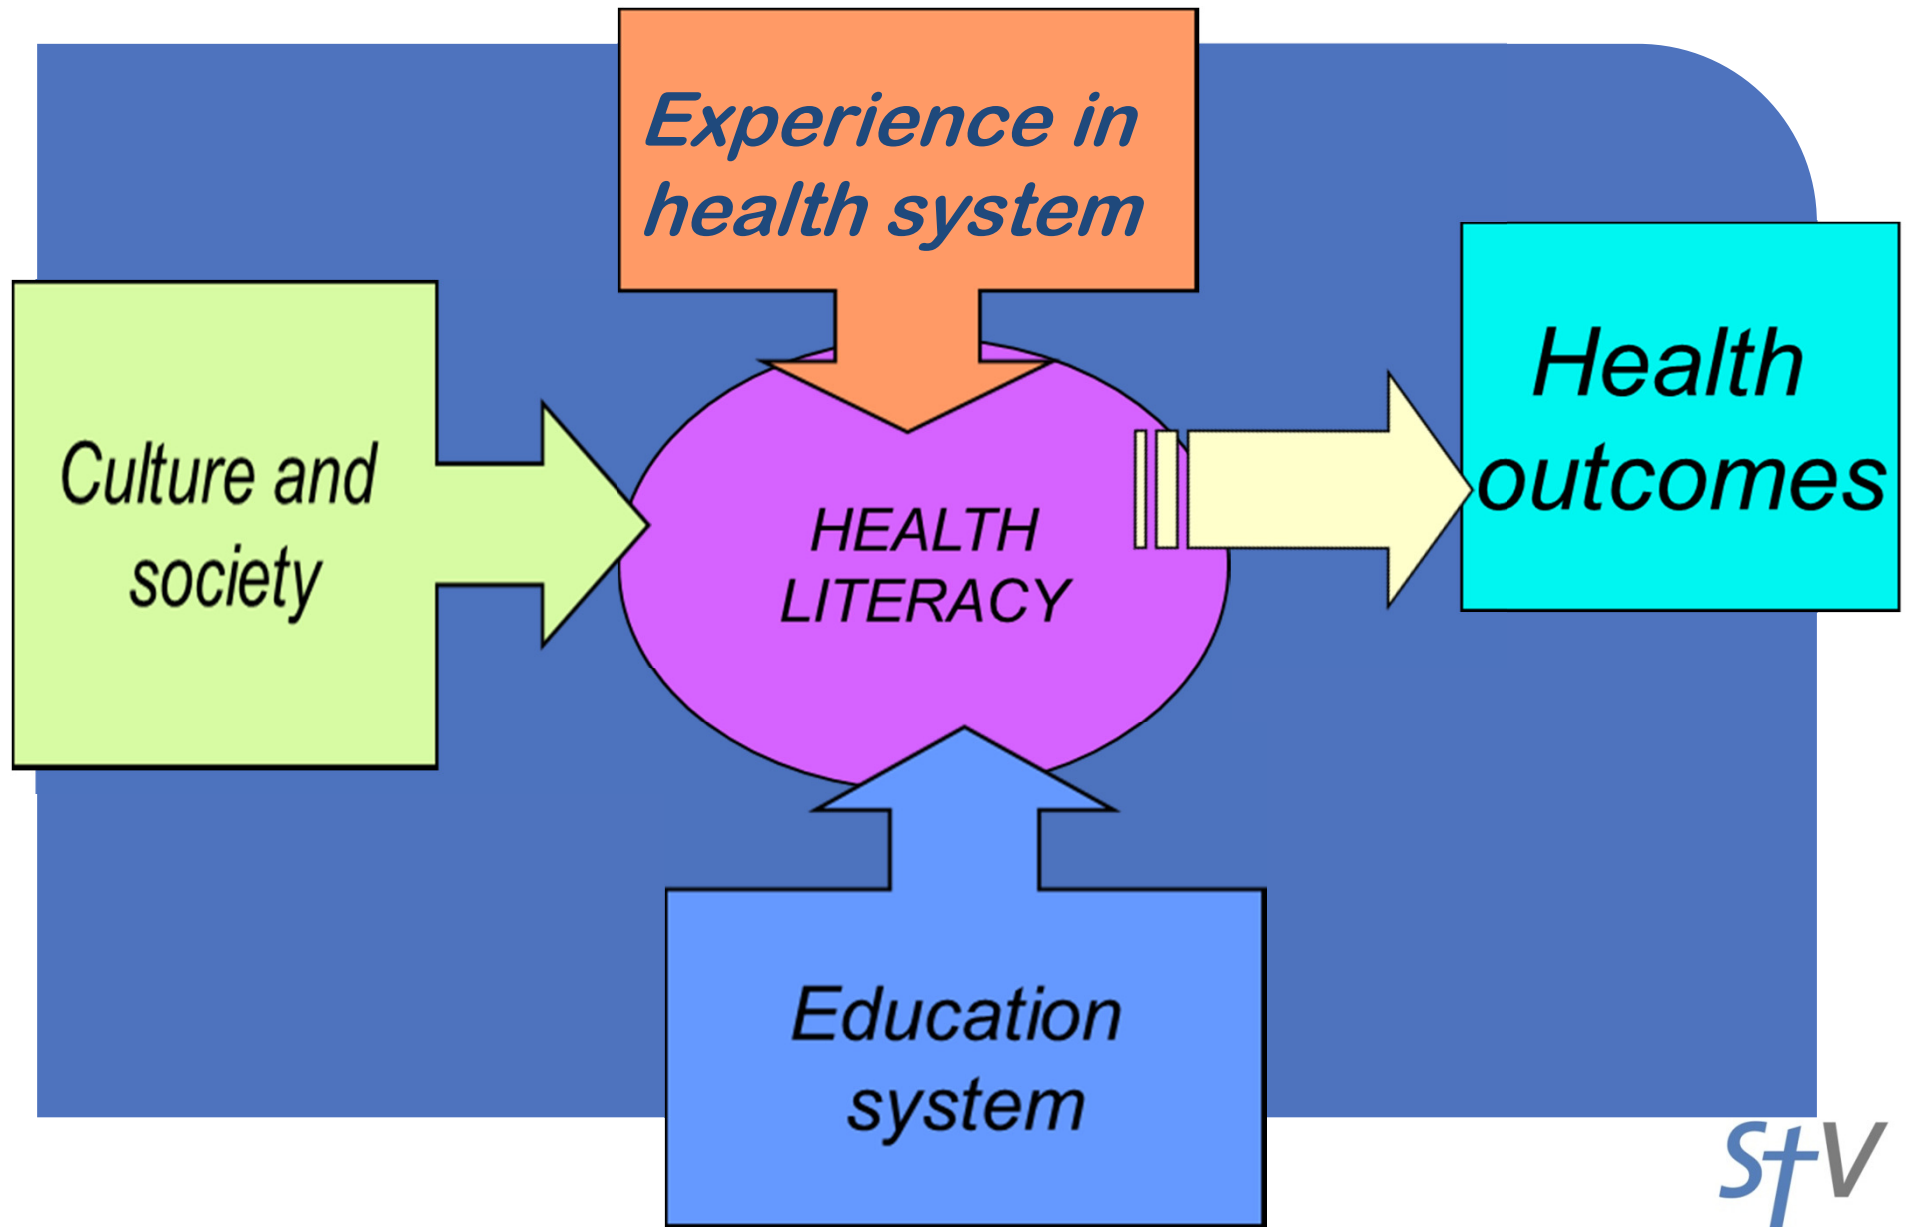 Experience in
health system
Culture and
society
HEALTH
LITERACY
Health
outcomes
Education
system
StV